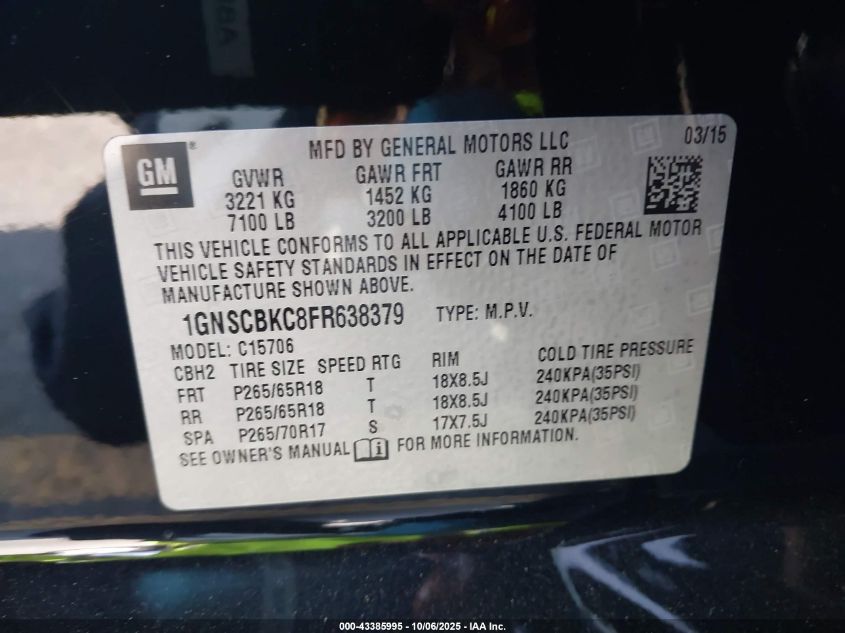 GM ®
MFD BY GENERAL MOTORS LLC
03/15
GVWR GAWR FRT GAWR RR
3221 KG 1452 KG 1860 KG
7100 LB 3200 LB 4100 LB
THIS VEHICLE CONFORMS TO ALL APPLICABLE U.S. FEDERAL MOTOR
VEHICLE SAFETY STANDARDS IN EFFECT ON THE DATE OF
MANUFACTURE SHOWN ABOVE.
1GNSCBKC8FR638379 TYPE: M.P.V.
MODEL: C15706
CBH2 TIRE SIZE SPEED RTG RIM COLD TIRE PRESSURE
FRT P265/65R18 T 18X8.5J 240KPA(35PSI)
RR P265/65R18 T 18X8.5J 240KPA(35PSI)
SPA P265/70R17 S 17X7.5J 240KPA(35PSI)
SEE OWNER'S MANUAL FOR MORE INFORMATION.
000-43385995 - 10/06/2025 - IAA Inc.